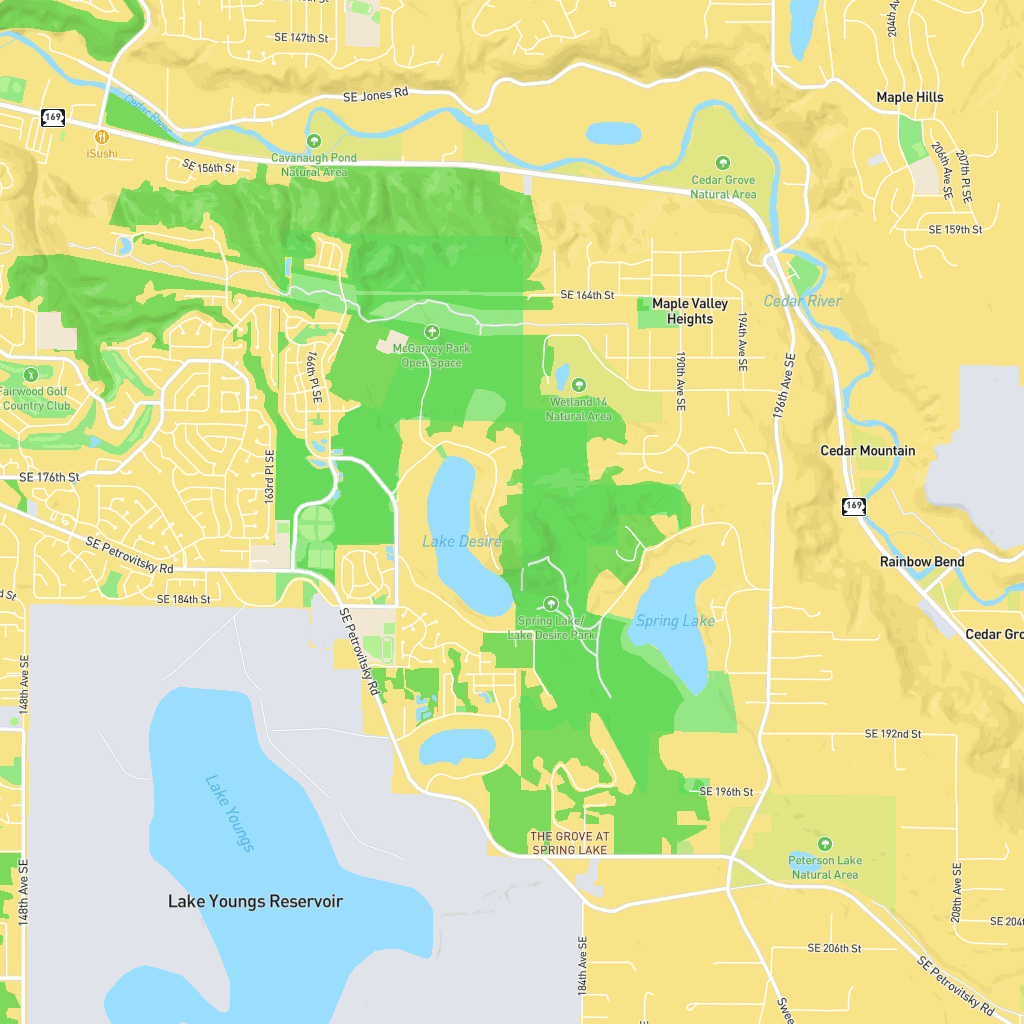 SE 147th St
204th Ave SE
SE Jones Rd
Maple Hills
Cedar River
169
iSushi
SE 156th St
Cavanaugh Pond
Natural Area
Cedar Grove
Natural Area
206th Ave SE
207th Pl SE
SE 159th St
SE 164th St
Maple Valley
Heights
Cedar River
194th Ave SE
McGarvey Park
Open Space
166th Pl SE
190th Ave SE
196th Ave SE
Fairwood Golf
Country Club
Wetland 14
Natural Area
Cedar Mountain
SE 176th St
163rd Pl SE
169
Lake Desire
SE Petrovitsky Rd
Rainbow Bend
SE 184th St
SE Petrovitsky Rd
Spring Lake/
Lake Desire Park
Spring Lake
148th Ave SE
SE 192nd St
Lake Youngs
SE 196th St
THE GROVE AT
SPRING LAKE
Peterson Lake
Natural Area
148th Ave SE
Lake Youngs Reservoir
208th Ave SE
184th Ave SE
SE 206th St
SE Petrovitsky Rd